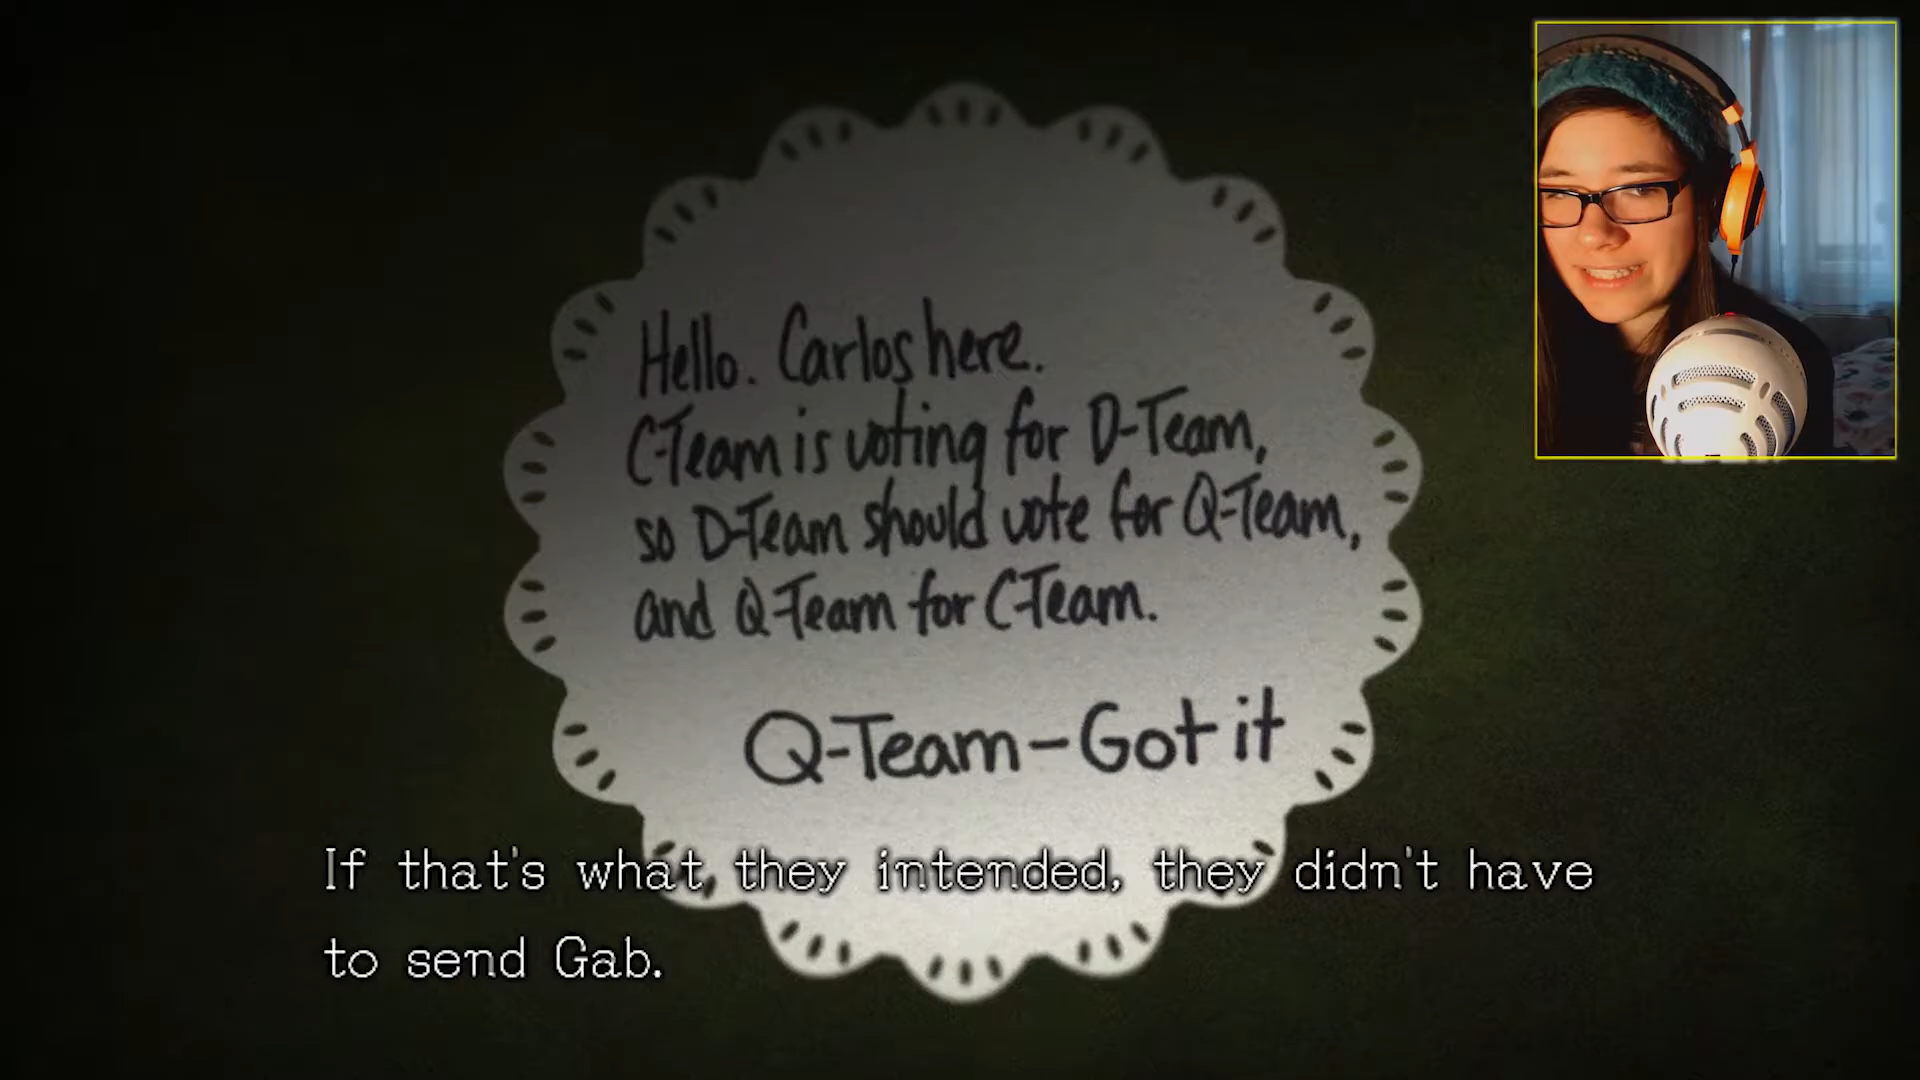 Hello. Carlos here.
C-Team is voting for D-Team,
so D-Team should vote for Q-Team,
and Q-Team for C-Team.
Q-Team-Got it
If that's what they intended, they didn't have
to send Gab.